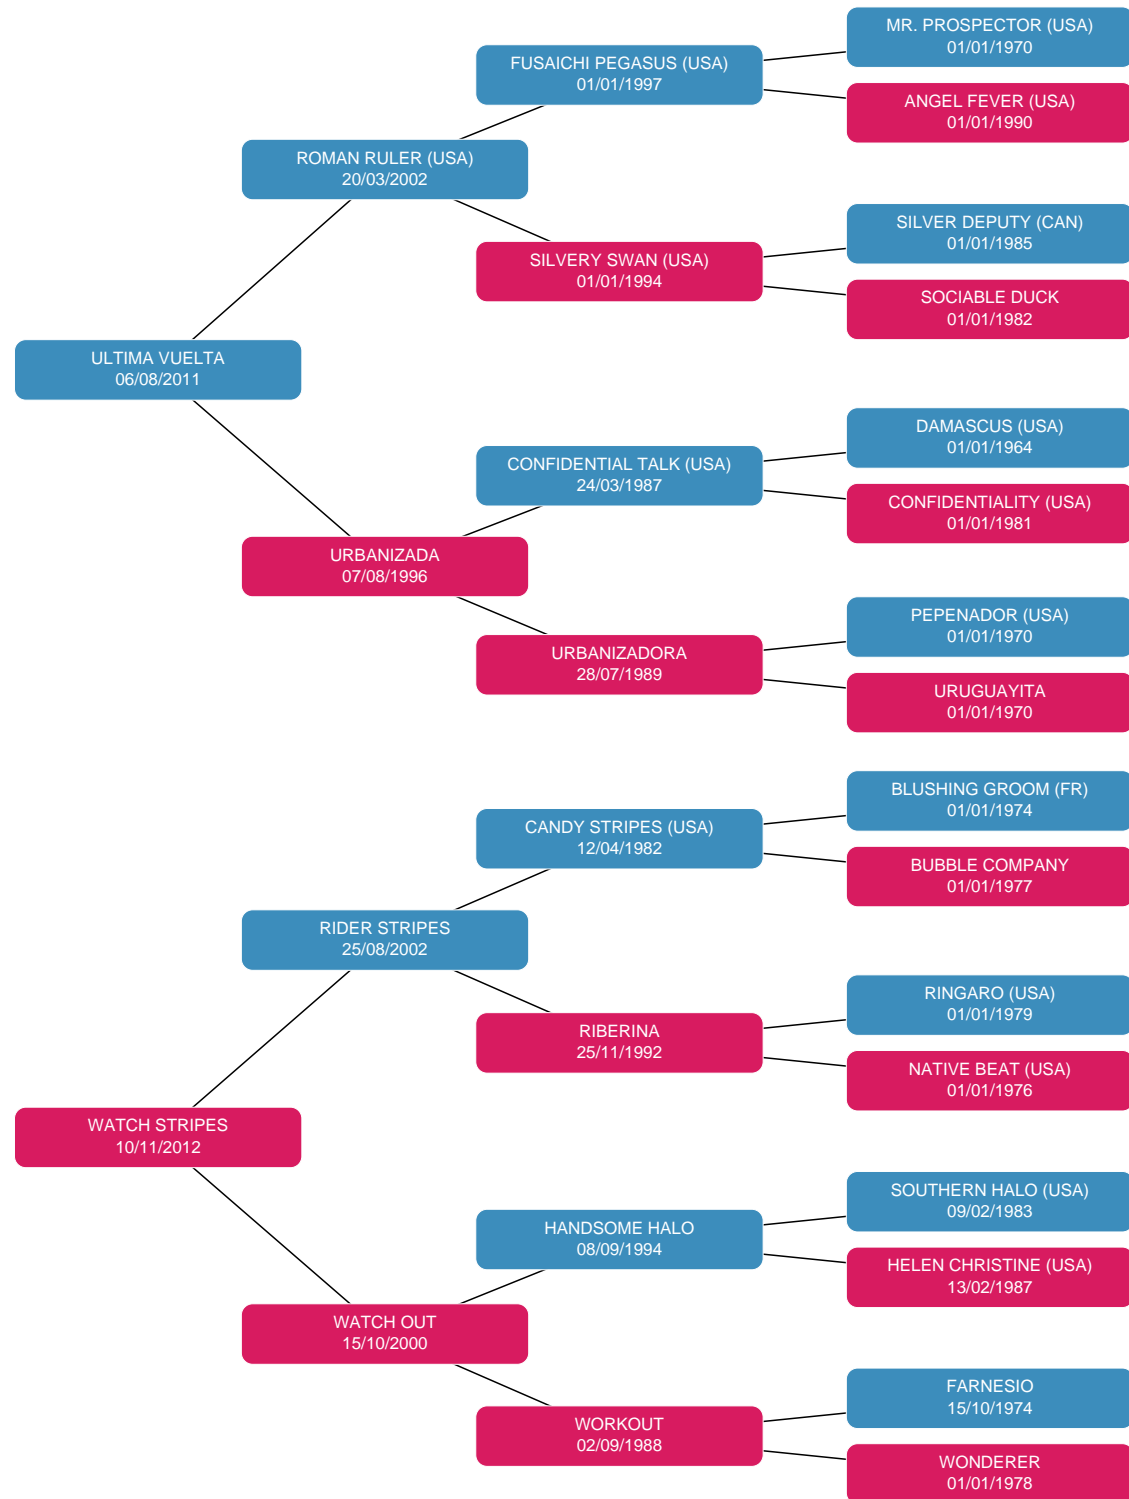 MR. PROSPECTOR (USA)
01/01/1970
FUSAICHI PEGASUS (USA)
01/01/1997
ANGEL FEVER (USA)
01/01/1990
ROMAN RULER (USA)
20/03/2002
SILVER DEPUTY (CAN)
01/01/1985
SILVERY SWAN (USA)
01/01/1994
SOCIABLE DUCK
01/01/1982
ULTIMA VUELTA
06/08/2011
DAMASCUS (USA)
01/01/1964
CONFIDENTIAL TALK (USA)
24/03/1987
CONFIDENTIALITY (USA)
01/01/1981
URBANIZADA
07/08/1996
PEPENADOR (USA)
01/01/1970
URBANIZADORA
28/07/1989
URUGUAYITA
01/01/1970
BLUSHING GROOM (FR)
01/01/1974
CANDY STRIPES (USA)
12/04/1982
BUBBLE COMPANY
01/01/1977
RIDER STRIPES
25/08/2002
RINGARO (USA)
01/01/1979
RIBERINA
25/11/1992
NATIVE BEAT (USA)
01/01/1976
WATCH STRIPES
10/11/2012
SOUTHERN HALO (USA)
09/02/1983
HANDSOME HALO
08/09/1994
HELEN CHRISTINE (USA)
13/02/1987
WATCH OUT
15/10/2000
FARNESIO
15/10/1974
WORKOUT
02/09/1988
WONDERER
01/01/1978